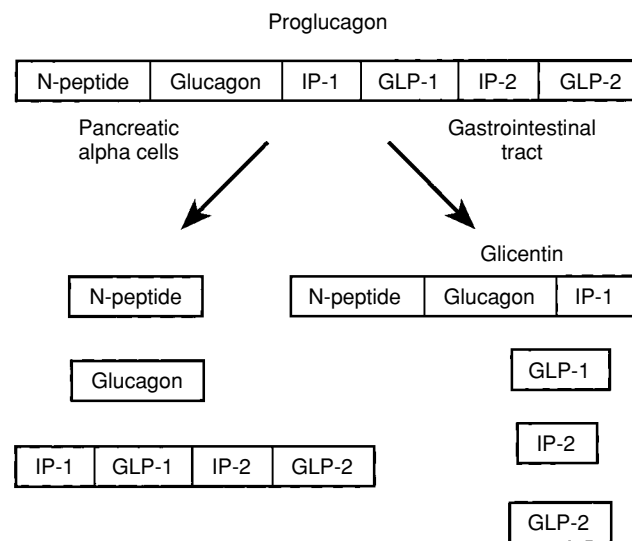 Proglucagon
N-peptide Glucagon IP-1 GLP-1 IP-2 GLP-2
Pancreatic
alpha cells
Gastrointestinal
tract
Glicentin
N-peptide
N-peptide Glucagon IP-1
Glucagon
GLP-1
IP-2
IP-1 GLP-1 IP-2 GLP-2
GLP-2